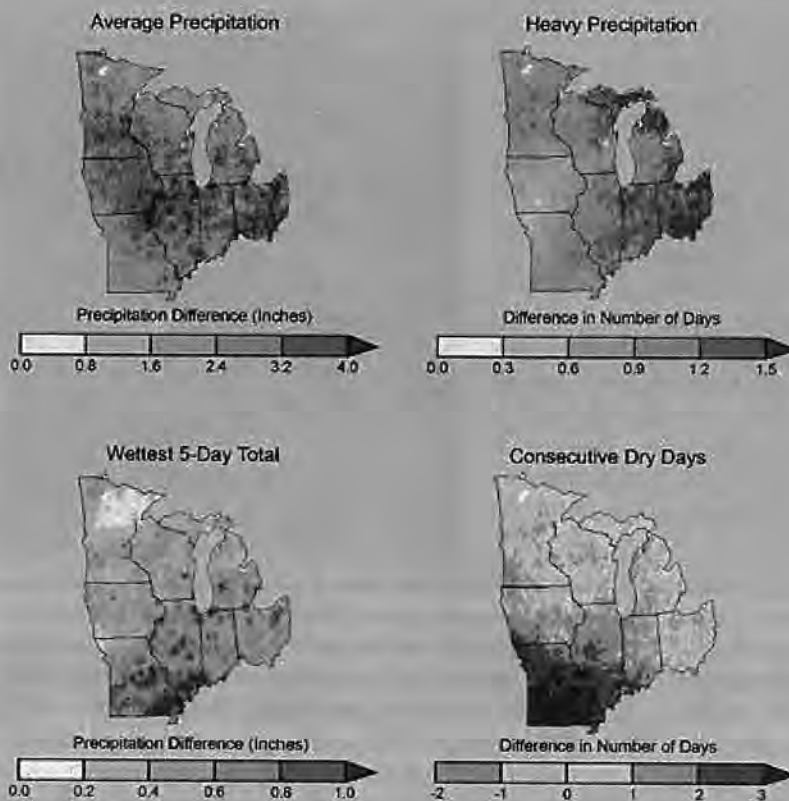 Average Precipitation
Precipitation Difference (Inches)
0.0 0.8 1.6 2.4 3.2 4.0
Heavy Precipitation
Difference in Number of Days
0.0 0.3 0.6 0.9 1.2 1.5
Wettest 5-Day Total
Precipitation Difference (Inches)
0.0 0.2 0.4 0.6 0.8 1.0
Consecutive Dry Days
Difference in Number of Days
-2 -1 0 1 2 3